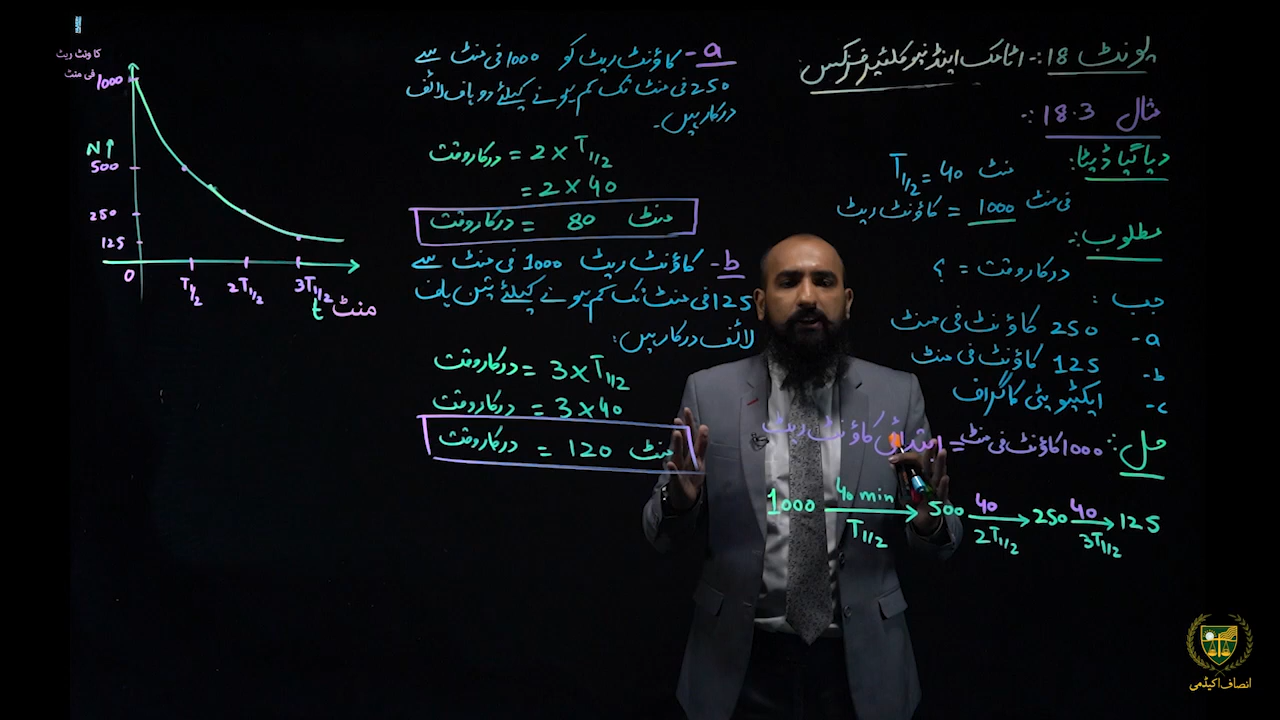 یونٹ 18:- اٹامک اینڈ نیوکلیئر فزکس
مثال 18.3 :-
دیا گیا ڈیٹا:
T1/2 = 40 منٹ
کاؤنٹ ریٹ = 1000 فی منٹ
مطلوب:
درکار وقت = ؟
جب :
a - 250 کاؤنٹ فی منٹ
b - 125 کاؤنٹ فی منٹ
c - ایکٹیویٹی کا گراف
حل :
ابتدائی کاؤنٹ ریٹ = 1000 کاؤنٹ فی منٹ
1000 40 min T1/2 500 40 2T1/2 250 40 3T1/2 125
a - کاؤنٹ ریٹ کو 1000 فی منٹ سے
250 فی منٹ تک کم ہونے کیلئے دو ہاف لائف
درکار ہیں۔
درکار وقت = 2 × T1/2
= 2 × 40
درکار وقت = 80 منٹ
b - کاؤنٹ ریٹ 1000 فی منٹ سے
125 فی منٹ تک کم ہونے کیلئے تین ہاف
لائف درکار ہیں:
درکار وقت = 3 × T1/2
درکار وقت = 3 × 40
درکار وقت = 120 منٹ
کاونٹ ریٹ
فی منٹ
1000
N↑
500
250
125
0
T1/2 2T1/2 3T1/2
t منٹ
انصاف اکیڈمی